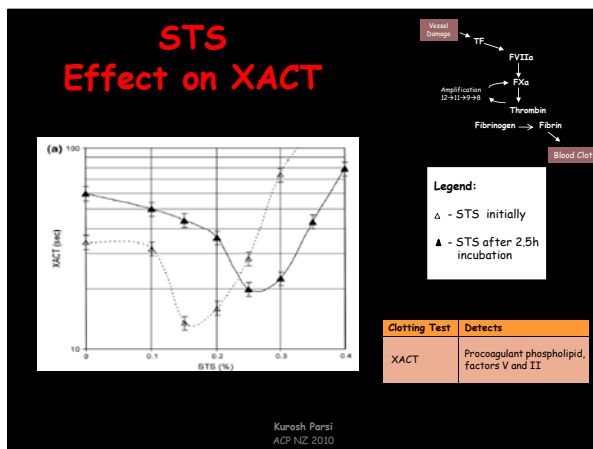 STS
Effect on XACT
Vessel
Damage
TF
FVIIa
FXa
Amplification
12→11→9→8
Thrombin
Fibrinogen → Fibrin
Blood Clot
(a)
100
10
XACT (sec)
0 0.1 0.2 0.3 0.4
STS (%)
Legend:
△ - STS initially
▲ - STS after 2.5h
incubation
Clotting Test Detects
XACT Procoagulant phospholipid,
factors V and II
Kurosh Parsi
ACP NZ 2010